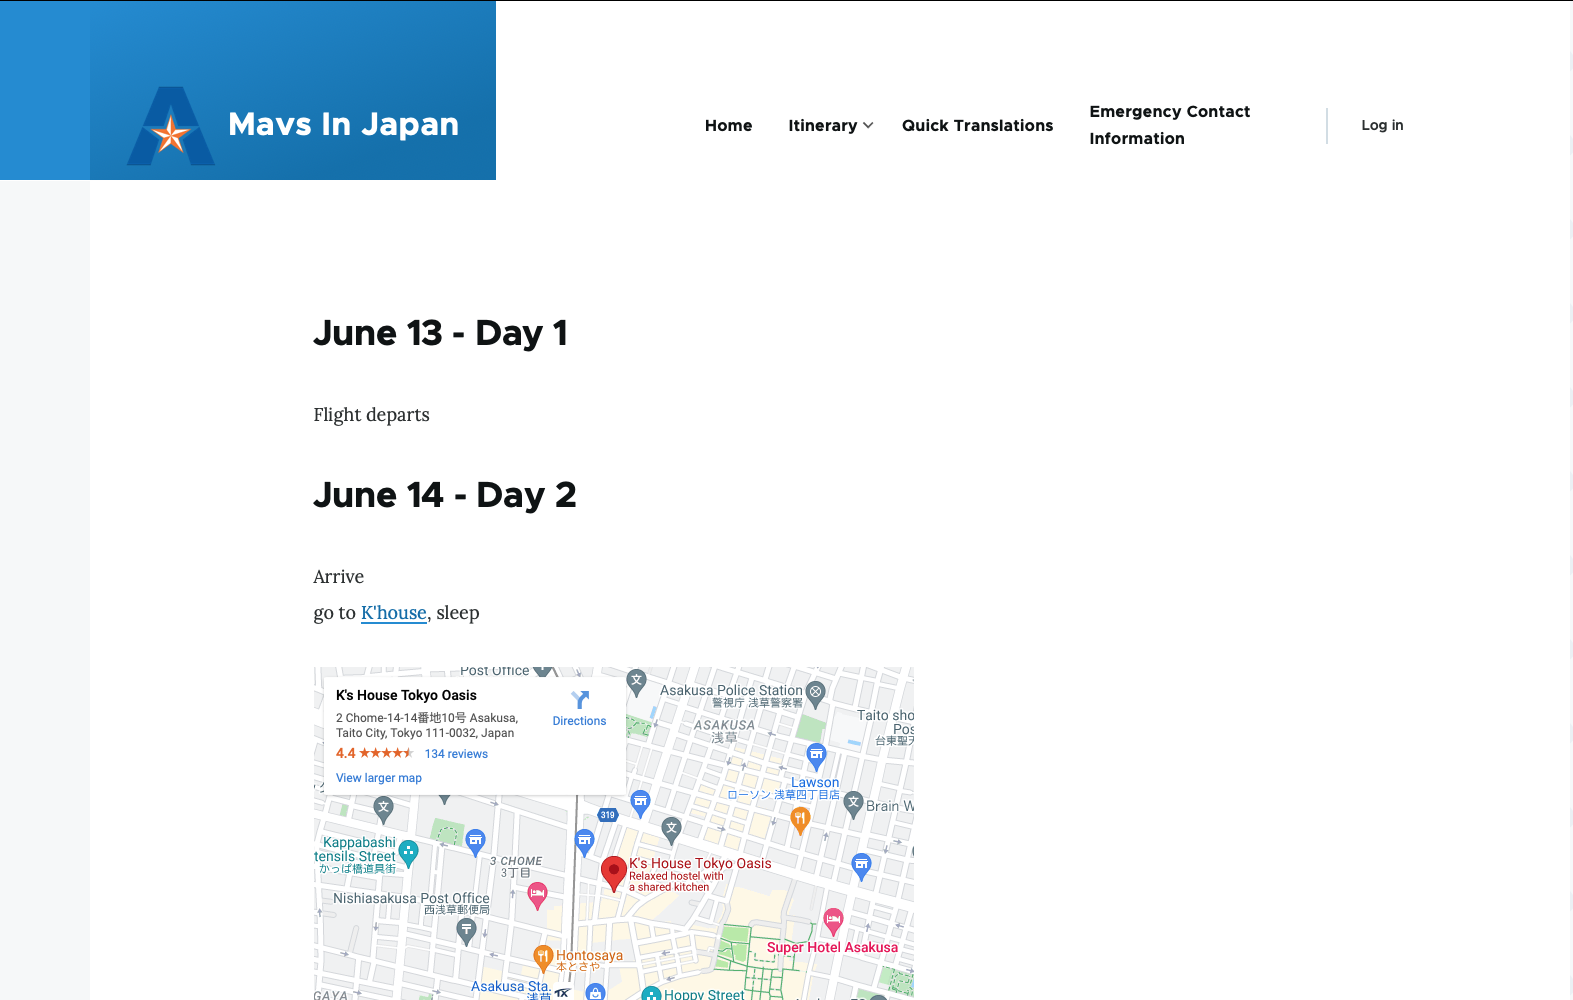 Mavs In Japan
Home
Itinerary
Quick Translations
Emergency Contact
Information
Log in
June 13 - Day 1
Flight departs
June 14 - Day 2
Arrive
go to K'house, sleep
Post Office
K's House Tokyo Oasis
2 Chome-14-14番地10号 Asakusa,
Taito City, Tokyo 111-0032, Japan
4.4
134 reviews
View larger map
Directions
文
Asakusa Police Station
警視庁 浅草警察署
ASAKUSA
浅草
Taito sho
Pos
台東聖天
Lawson
ローソン 浅草四丁目店
文
Brain W
文
319
文
Kappabashi
tensils Street
かっぱ橋道具街
3 CHOME
3丁目
K's House Tokyo Oasis
Relaxed hostel with
a shared kitchen
Nishiasakusa Post Office
西浅草郵便局
Super Hotel Asakusa
Hontosaya
本とさや
Asakusa Sta.
浅草
TX
Hoppy Street
GAYA